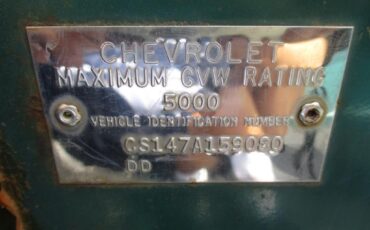 CHEVROLET
MAXIMUM GVW RATING
5000
VEHICLE IDENTIFICATION NUMBER
CS147A159080
DD